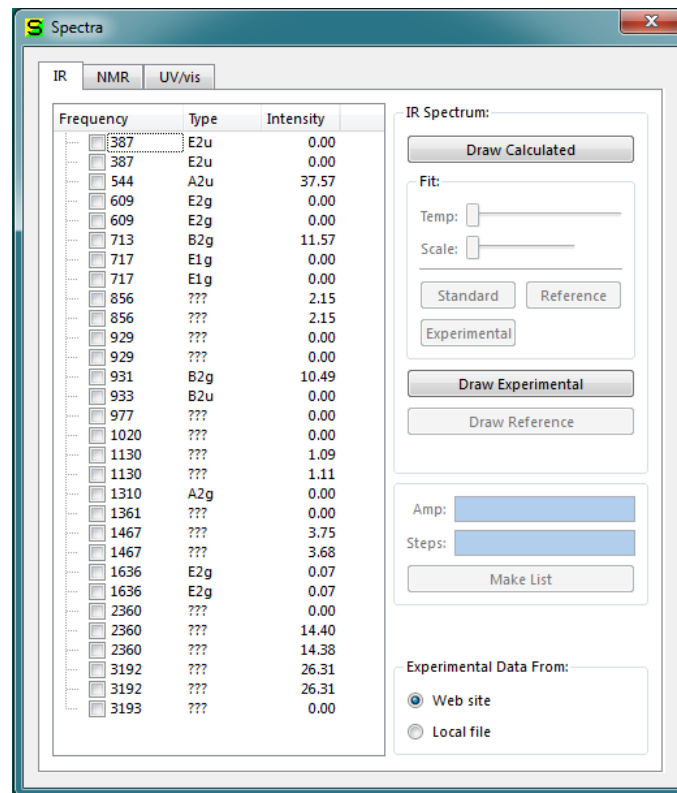 S Spectra
x
IR NMR UV/vis
Frequency Type Intensity
387 E2u 0.00
387 E2u 0.00
544 A2u 37.57
609 E2g 0.00
609 E2g 0.00
713 B2g 11.57
717 E1g 0.00
717 E1g 0.00
856 ??? 2.15
856 ??? 2.15
929 ??? 0.00
929 ??? 0.00
931 B2g 10.49
933 B2u 0.00
977 ??? 0.00
1020 ??? 0.00
1130 ??? 1.09
1130 ??? 1.11
1310 A2g 0.00
1361 ??? 0.00
1467 ??? 3.75
1467 ??? 3.68
1636 E2g 0.07
1636 E2g 0.07
2360 ??? 0.00
2360 ??? 14.40
2360 ??? 14.38
3192 ??? 26.31
3192 ??? 26.31
3193 ??? 0.00
IR Spectrum:
Draw Calculated
Fit:
Temp:
Scale:
Standard Reference
Experimental
Draw Experimental
Draw Reference
Amp:
Steps:
Make List
Experimental Data From:
Web site
Local file